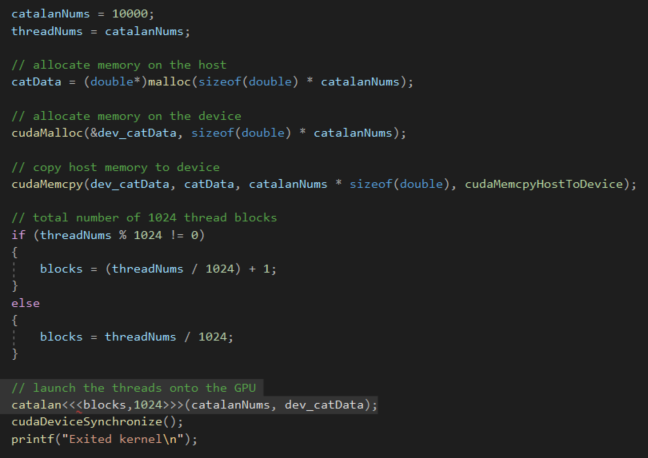 catalanNums = 10000;
threadNums = catalanNums;
// allocate memory on the host
catData = (double*)malloc(sizeof(double) * catalanNums);
// allocate memory on the device
cudaMalloc(&dev_catData, sizeof(double) * catalanNums);
// copy host memory to device
cudaMemcpy(dev_catData, catData, catalanNums * sizeof(double), cudaMemcpyHostToDevice);
// total number of 1024 thread blocks
if (threadNums % 1024 != 0)
{
    blocks = (threadNums / 1024) + 1;
}
else
{
    blocks = threadNums / 1024;
}
// launch the threads onto the GPU
catalan<<<blocks,1024>>>(catalanNums, dev_catData);
cudaDeviceSynchronize();
printf("Exited kernel\n");